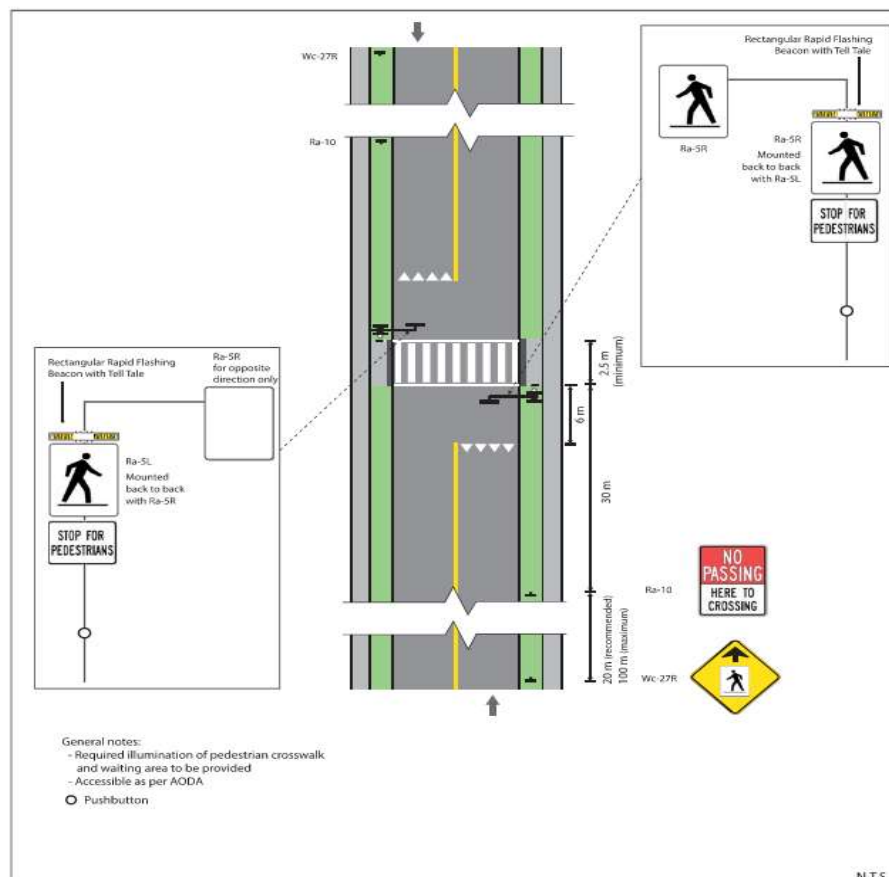 Wc-27R
Ra-10
Rectangular Rapid Flashing
Beacon with Tell Tale
Ra-5R
Ra-5R
Mounted
back to back
with Ra-5L
STOP FOR
PEDESTRIANS
Rectangular Rapid Flashing
Beacon with Tell Tale
Ra-5R
for opposite
direction only
Ra-5L
Mounted
back to back
with Ra-5R
STOP FOR
PEDESTRIANS
2.5 m
(minimum)
6 m
30 m
20 m (recommended)
100 m (maximum)
Ra-10
NO
PASSING
HERE TO
CROSSING
Wc-27R
General notes:
- Required illumination of pedestrian crosswalk
and waiting area to be provided
- Accessible as per AODA
Pushbutton
N.T.S